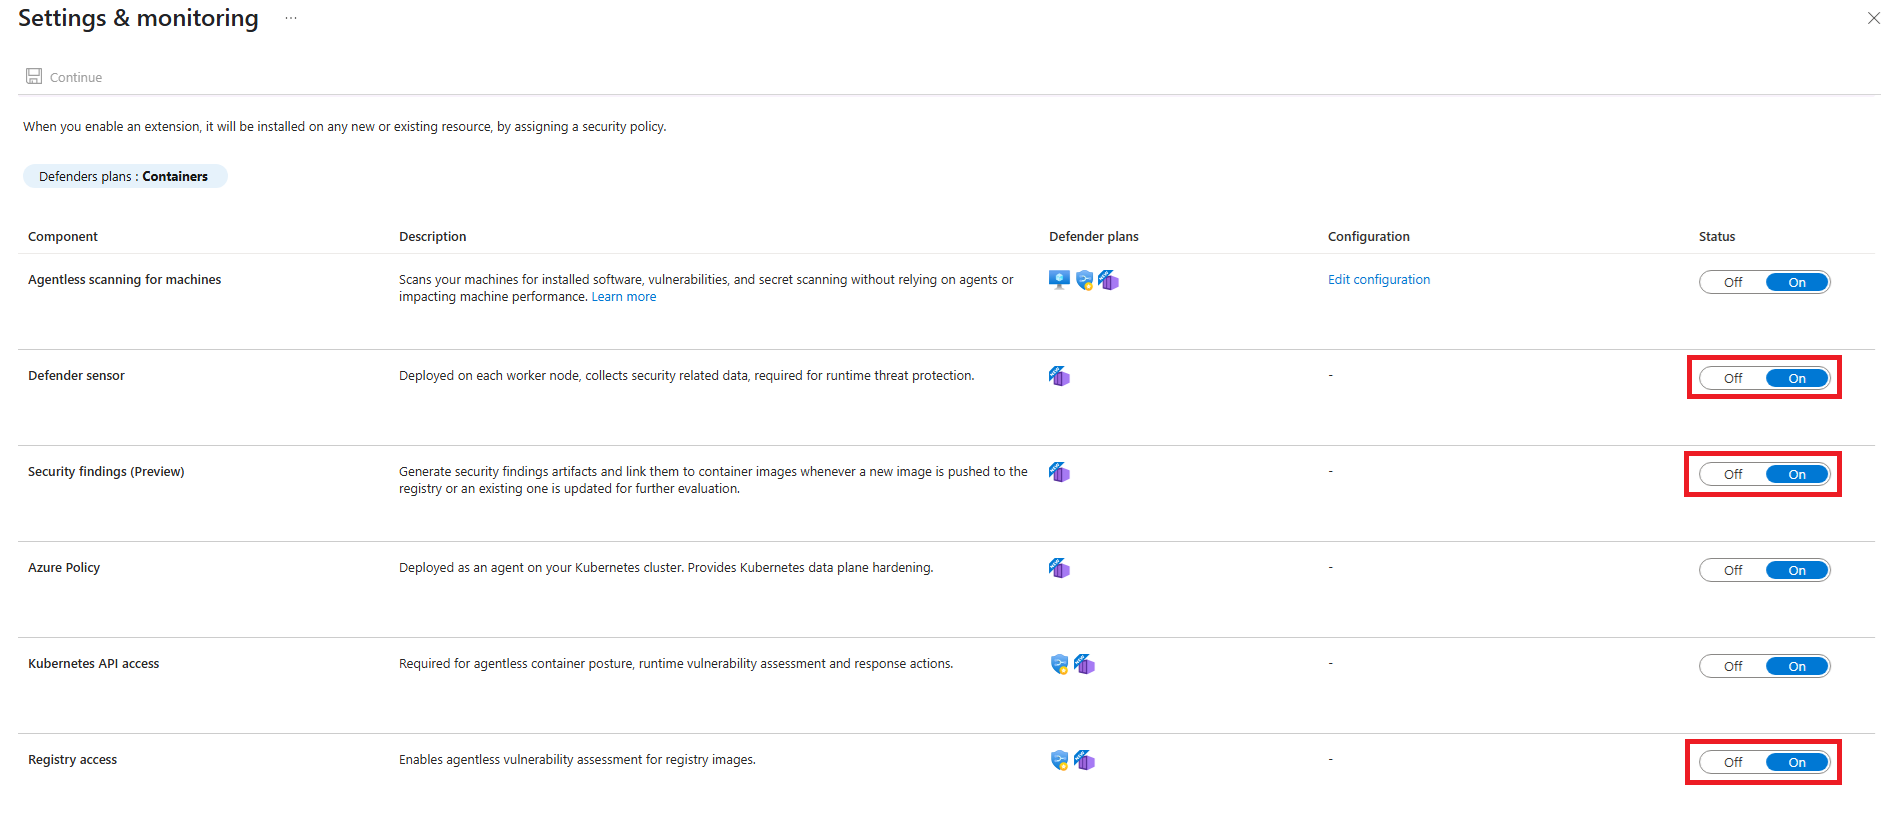 Settings & monitoring ...
Continue
When you enable an extension, it will be installed on any new or existing resource, by assigning a security policy.
Defenders plans : Containers
Component Description Defender plans Configuration Status
Agentless scanning for machines Scans your machines for installed software, vulnerabilities, and secret scanning without relying on agents or Edit configuration Off On
impacting machine performance. Learn more
Defender sensor Deployed on each worker node, collects security related data, required for runtime threat protection. - Off On
Security findings (Preview) Generate security findings artifacts and link them to container images whenever a new image is pushed to the - Off On
registry or an existing one is updated for further evaluation.
Azure Policy Deployed as an agent on your Kubernetes cluster. Provides Kubernetes data plane hardening. - Off On
Kubernetes API access Required for agentless container posture, runtime vulnerability assessment and response actions. - Off On
Registry access Enables agentless vulnerability assessment for registry images. - Off On